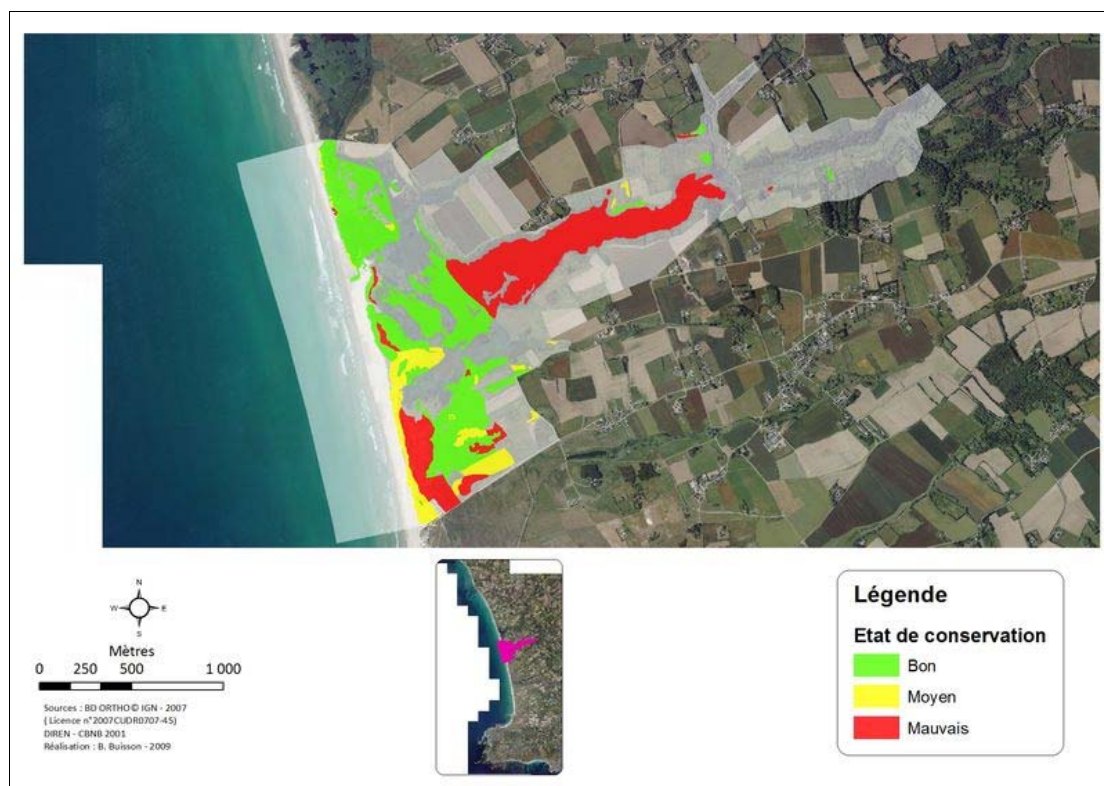 N
W E
S
Mètres
0 250 500 1 000
Sources : BD ORTHO© IGN - 2007
( Licence n°2007CUDR0707-45)
DIREN - CBNB 2001
Réalisation : B. Buisson - 2009
Légende
Etat de conservation
Bon
Moyen
Mauvais